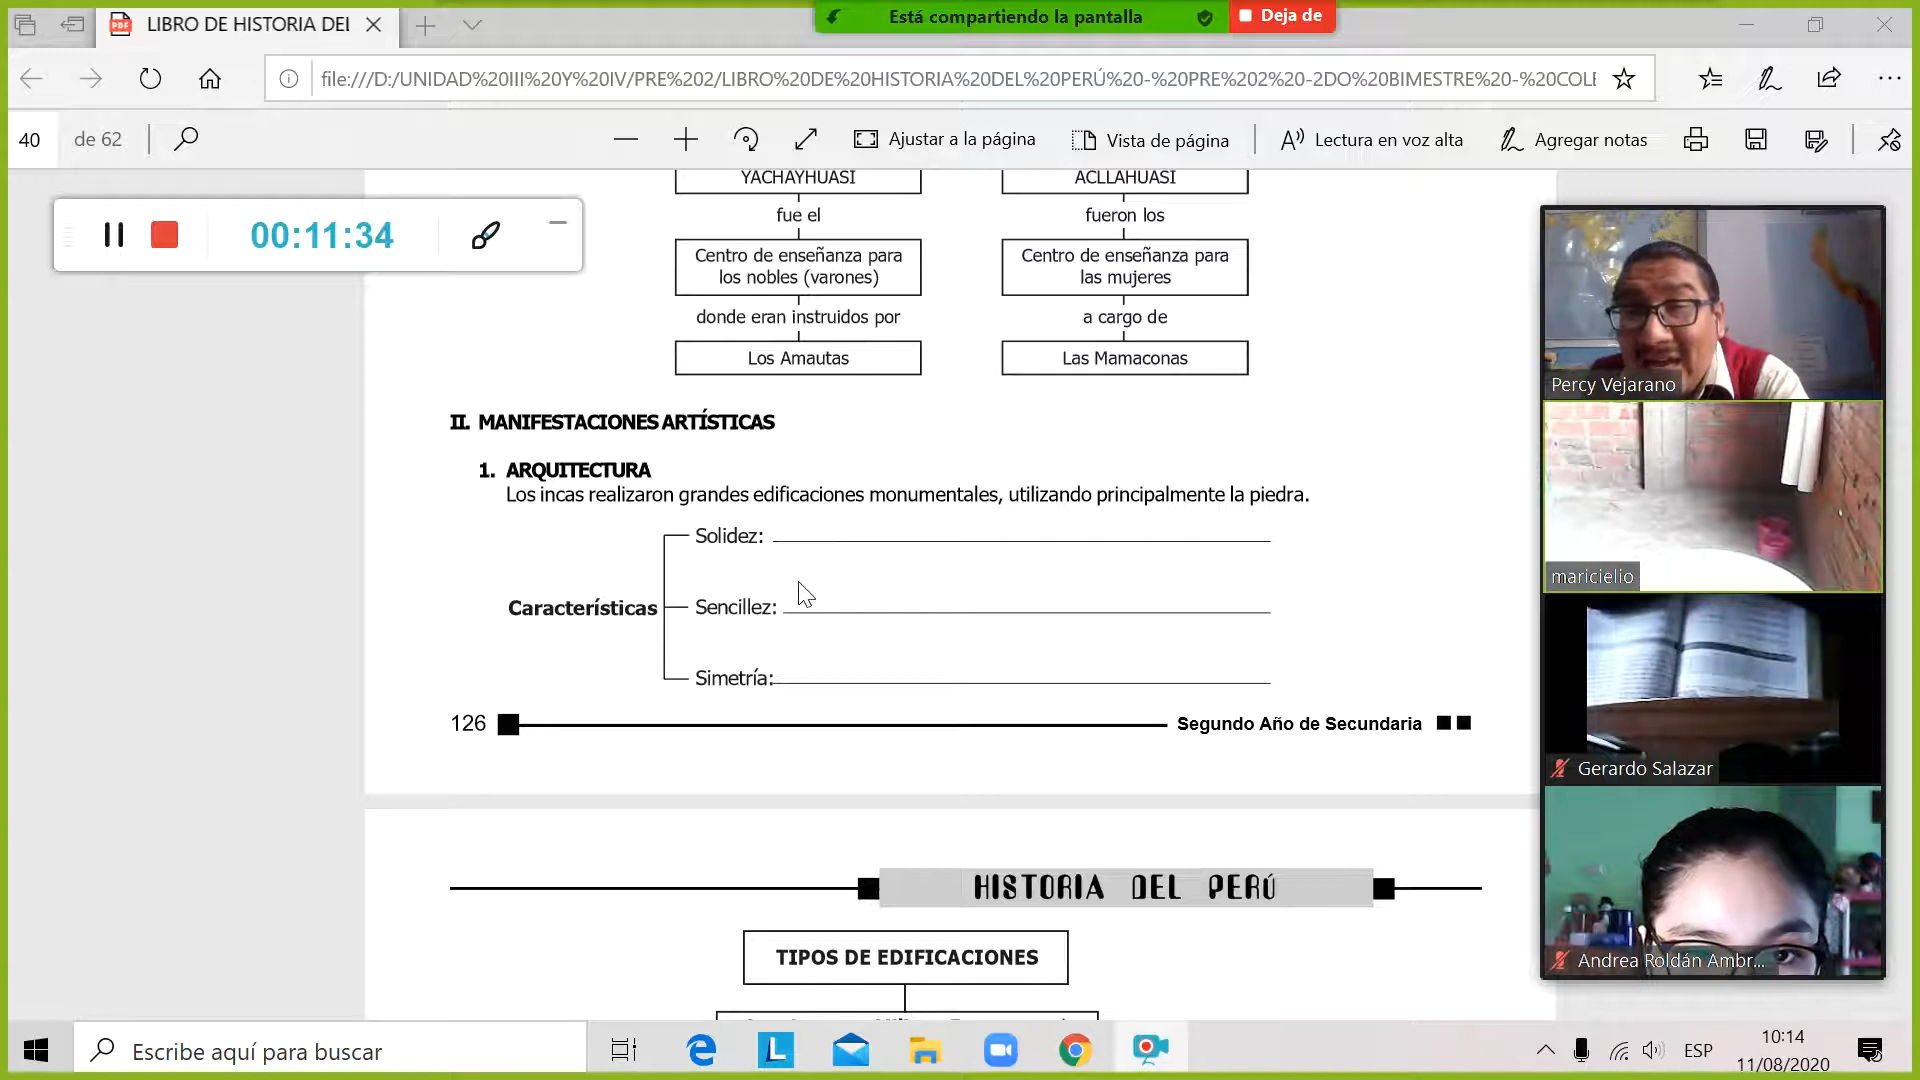 LIBRO DE HISTORIA DEL
Está compartiendo la pantalla
Deja de
file:///D:/UNIDAD%20III%20Y%20IV/PRE%202/LIBRO%20DE%20HISTORIA%20DEL%20PERÚ%20-%20PRE%202%20-2DO%20BIMESTRE%20-%20COLE
40 de 62
Ajustar a la página
Vista de página
Lectura en voz alta
Agregar notas
00:11:34
YACHAYHUASI
fue el
Centro de enseñanza para
los nobles (varones)
donde eran instruidos por
Los Amautas
ACLLAHUASI
fueron los
Centro de enseñanza para
las mujeres
a cargo de
Las Mamaconas
II. MANIFESTACIONES ARTÍSTICAS
1. ARQUITECTURA
Los incas realizaron grandes edificaciones monumentales, utilizando principalmente la piedra.
Características
Solidez:
Sencillez:
Simetría:
126
Segundo Año de Secundaria
HISTORIA DEL PERÚ
TIPOS DE EDIFICACIONES
Percy Vejarano
maricielio
Gerardo Salazar
Andrea Roldán Ambr...
Escribe aquí para buscar
ESP
10:14
11/08/2020